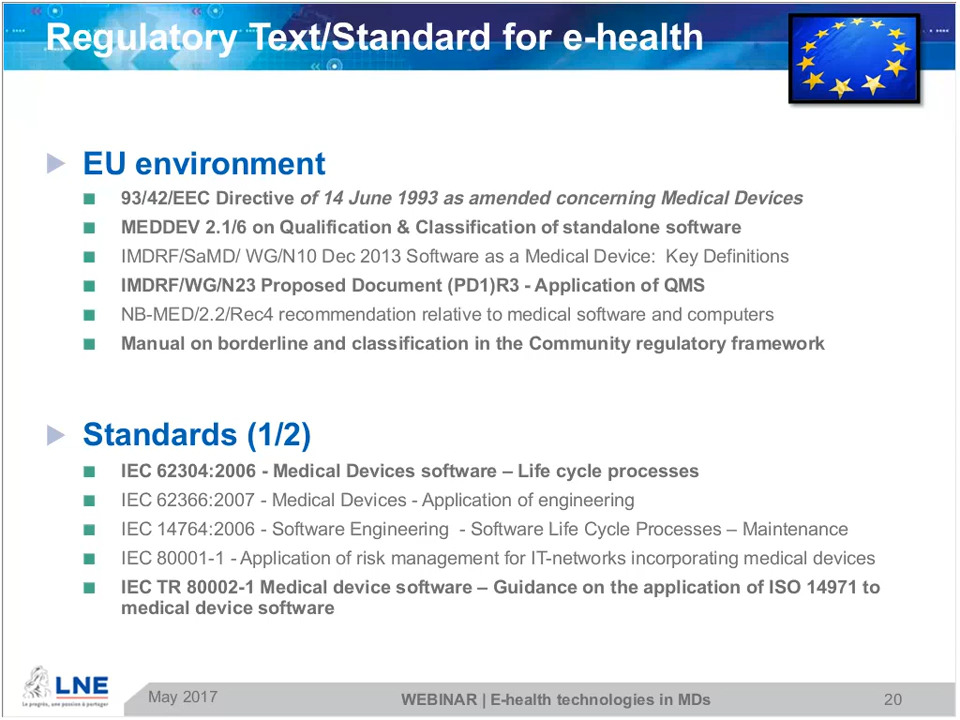 Regulatory Text/Standard for e-health
EU environment
93/42/EEC Directive of 14 June 1993 as amended concerning Medical Devices
MEDDEV 2.1/6 on Qualification & Classification of standalone software
IMDRF/SaMD/ WG/N10 Dec 2013 Software as a Medical Device:  Key Definitions
IMDRF/WG/N23 Proposed Document (PD1)R3 - Application of QMS
NB-MED/2.2/Rec4 recommendation relative to medical software and computers
Manual on borderline and classification in the Community regulatory framework
Standards (1/2)
IEC 62304:2006 - Medical Devices software – Life cycle processes
IEC 62366:2007 - Medical Devices - Application of engineering
IEC 14764:2006 - Software Engineering  - Software Life Cycle Processes – Maintenance
IEC 80001-1 - Application of risk management for IT-networks incorporating medical devices
IEC TR 80002-1 Medical device software – Guidance on the application of ISO 14971 to
medical device software
LNE
Le progrès, une passion à partager
May 2017
WEBINAR | E-health technologies in MDs
20